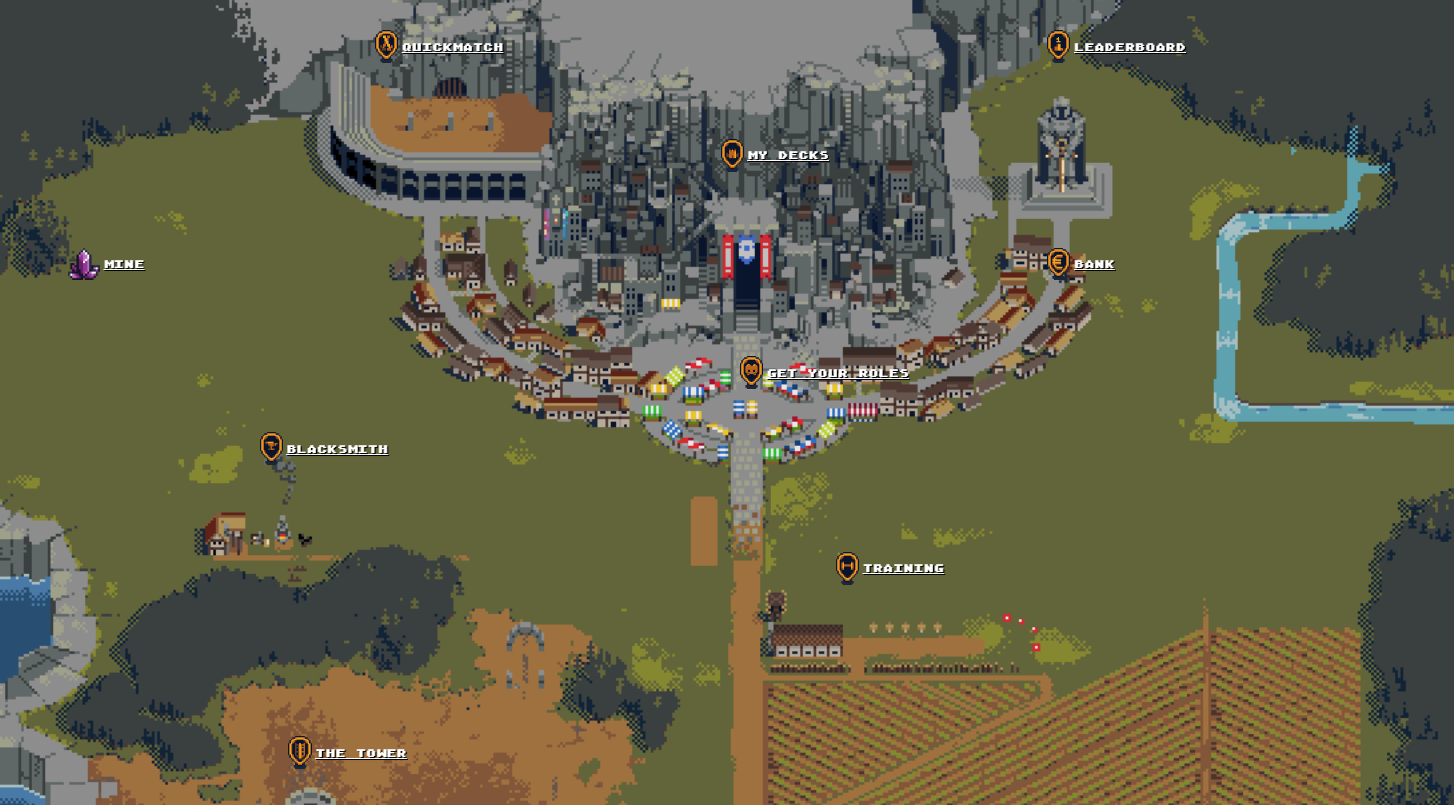 QUICKMATCH
LEADERBOARD
MY DECKS
MINE
BANK
GET YOUR ROLES
BLACKSMITH
TRAINING
THE TOWER